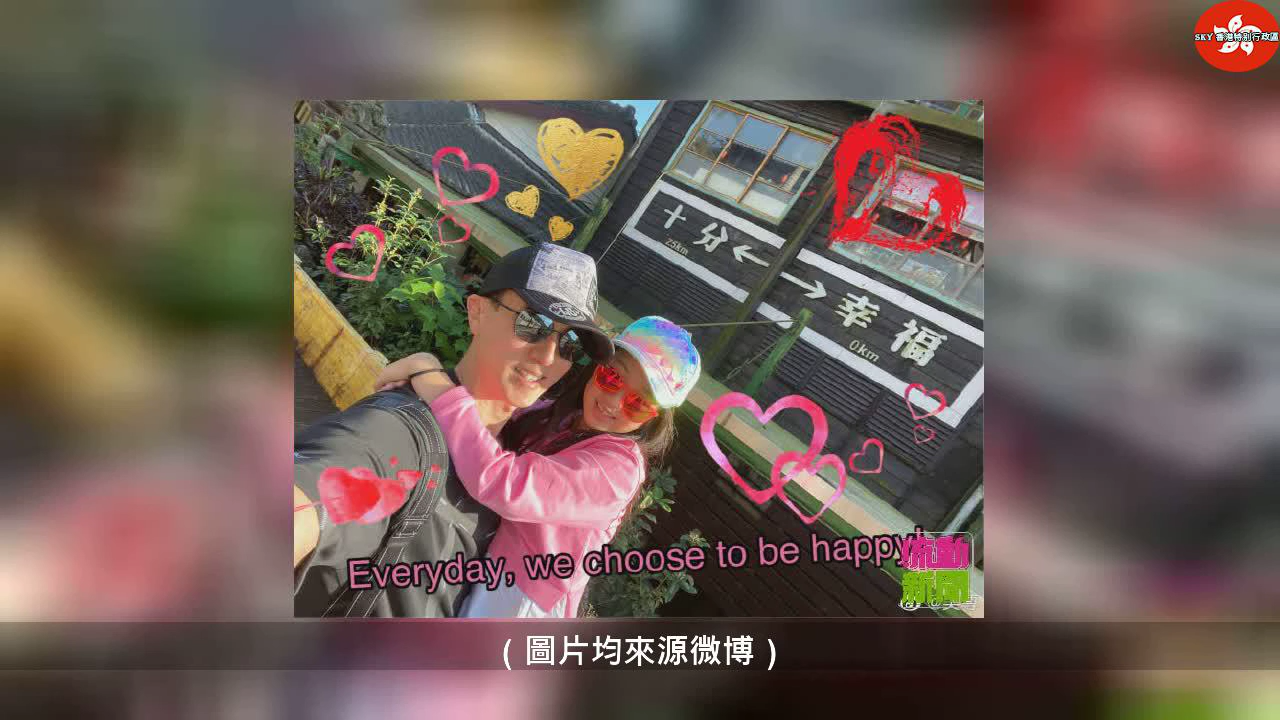 SKY 香港特别行政區
十分←→幸福
25km
0km
Everyday, we choose to be happy!
流動
新聞
( 圖片均來源微博 )